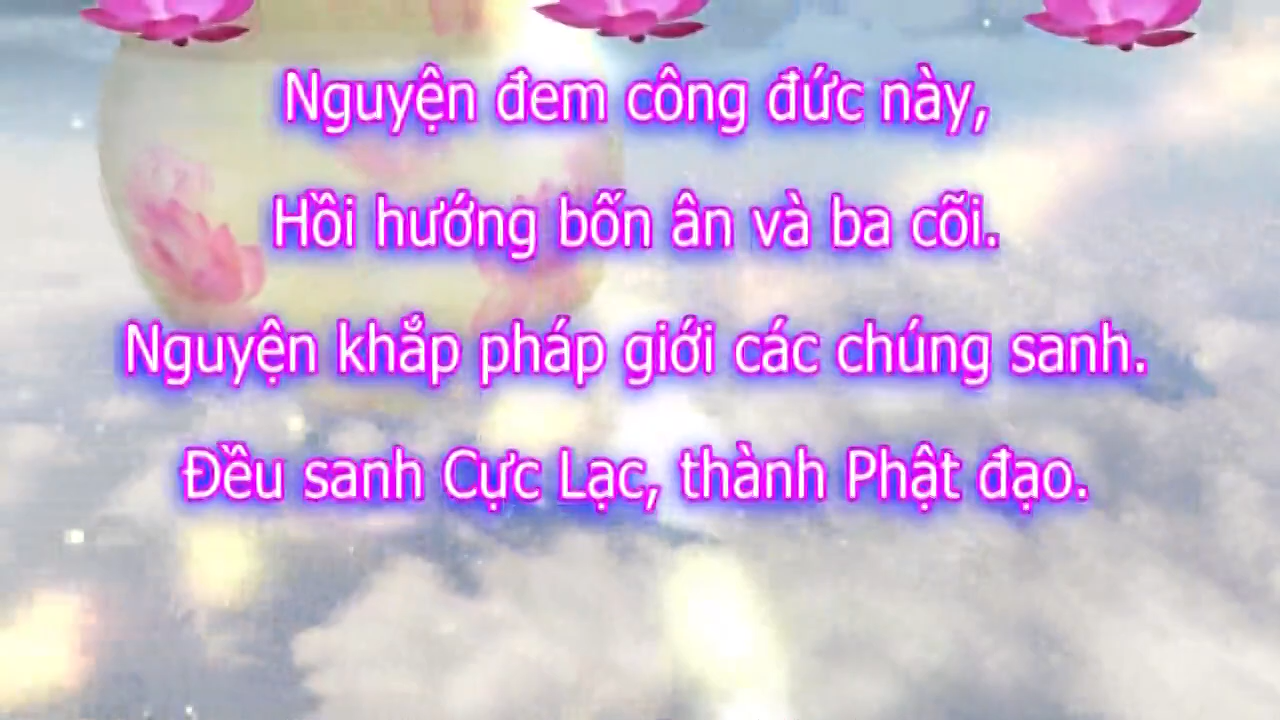 Nguyện đem công đức này,
Hồi hướng bốn ân và ba cõi.
Nguyện khắp pháp giới các chúng sanh.
Đều sanh Cực Lạc, thành Phật đạo.